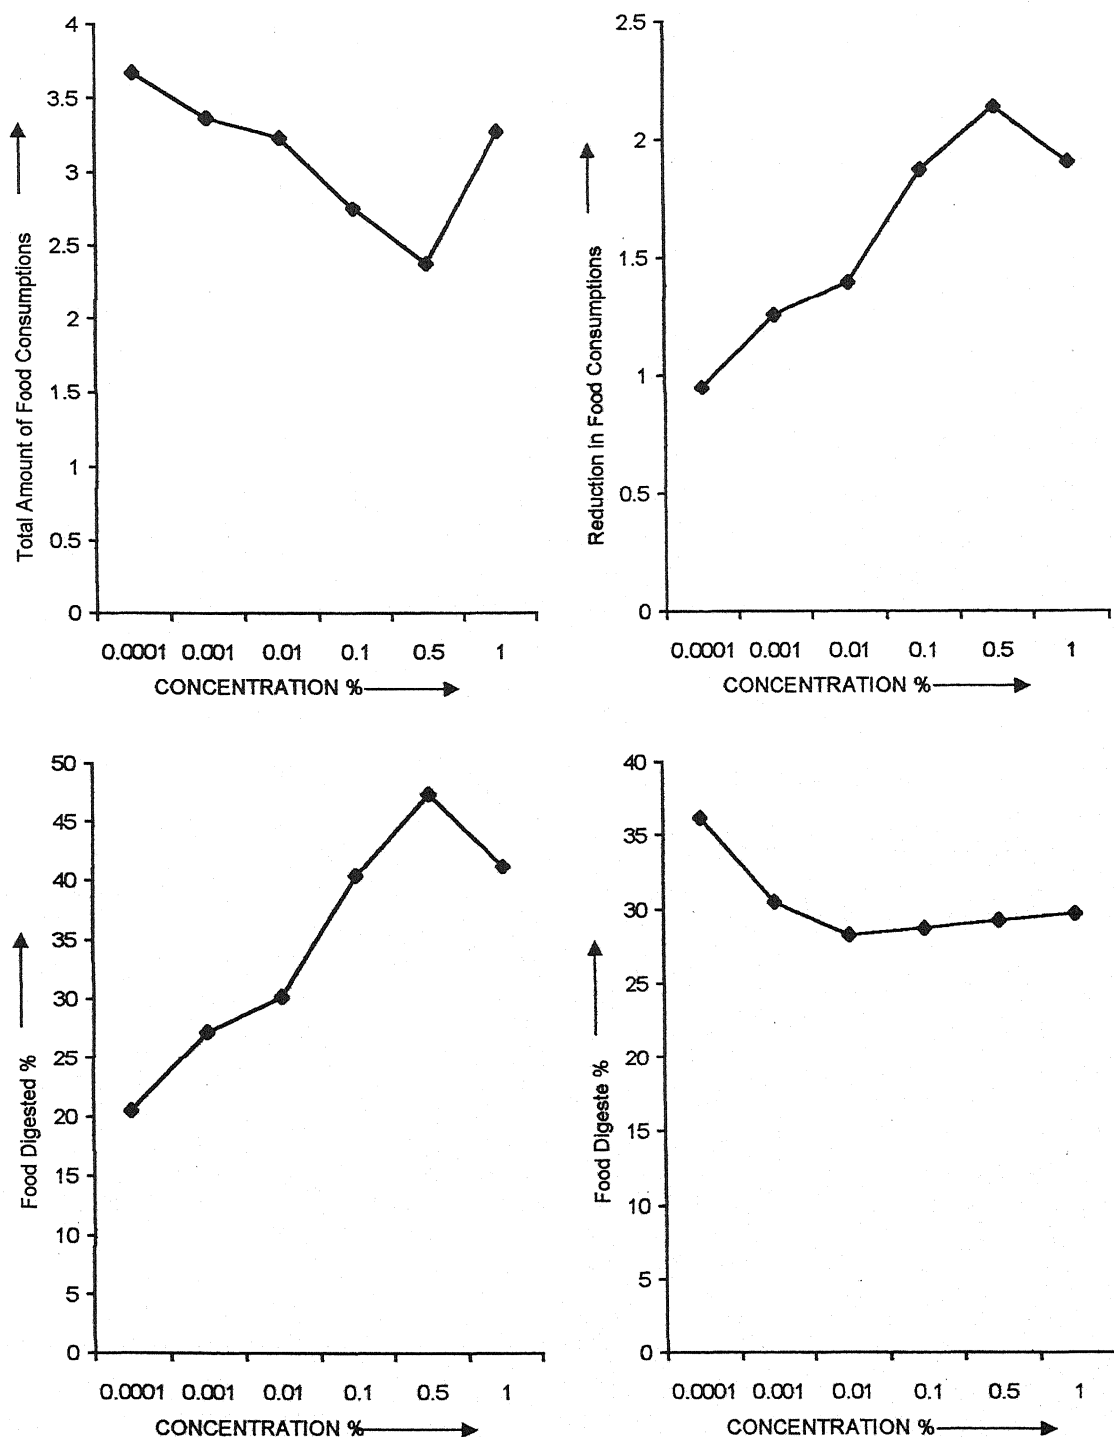 4
3.5
3
2.5
2
1.5
1
0.5
0
Total Amount of Food Consumptions
0.0001 0.001 0.01 0.1 0.5 1
CONCENTRATION %
2.5
2
1.5
1
0.5
0
Reduction in Food Consumptions
0.0001 0.001 0.01 0.1 0.5 1
CONCENTRATION %
50
45
40
35
30
25
20
15
10
5
0
Food Digested %
0.0001 0.001 0.01 0.1 0.5 1
CONCENTRATION %
40
35
30
25
20
15
10
5
0
Food Digeste %
0.0001 0.001 0.01 0.1 0.5 1
CONCENTRATION %